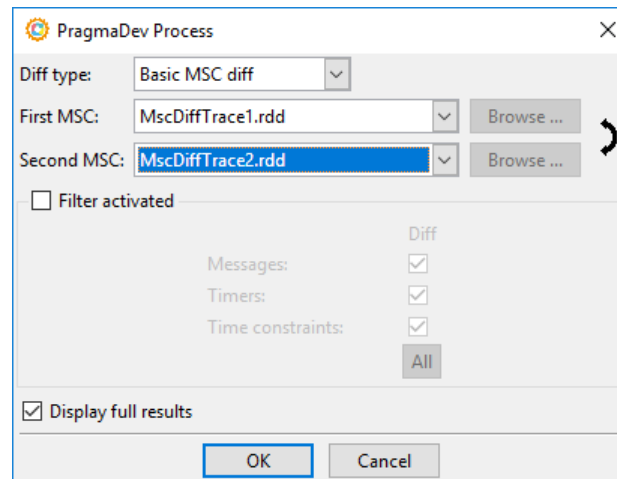 PragmaDev Process
Diff type: Basic MSC diff
First MSC: MscDiffTrace1.rdd Browse ...
Second MSC: MscDiffTrace2.rdd Browse ...
Filter activated
Diff
Messages:
Timers:
Time constraints:
All
Display full results
OK Cancel